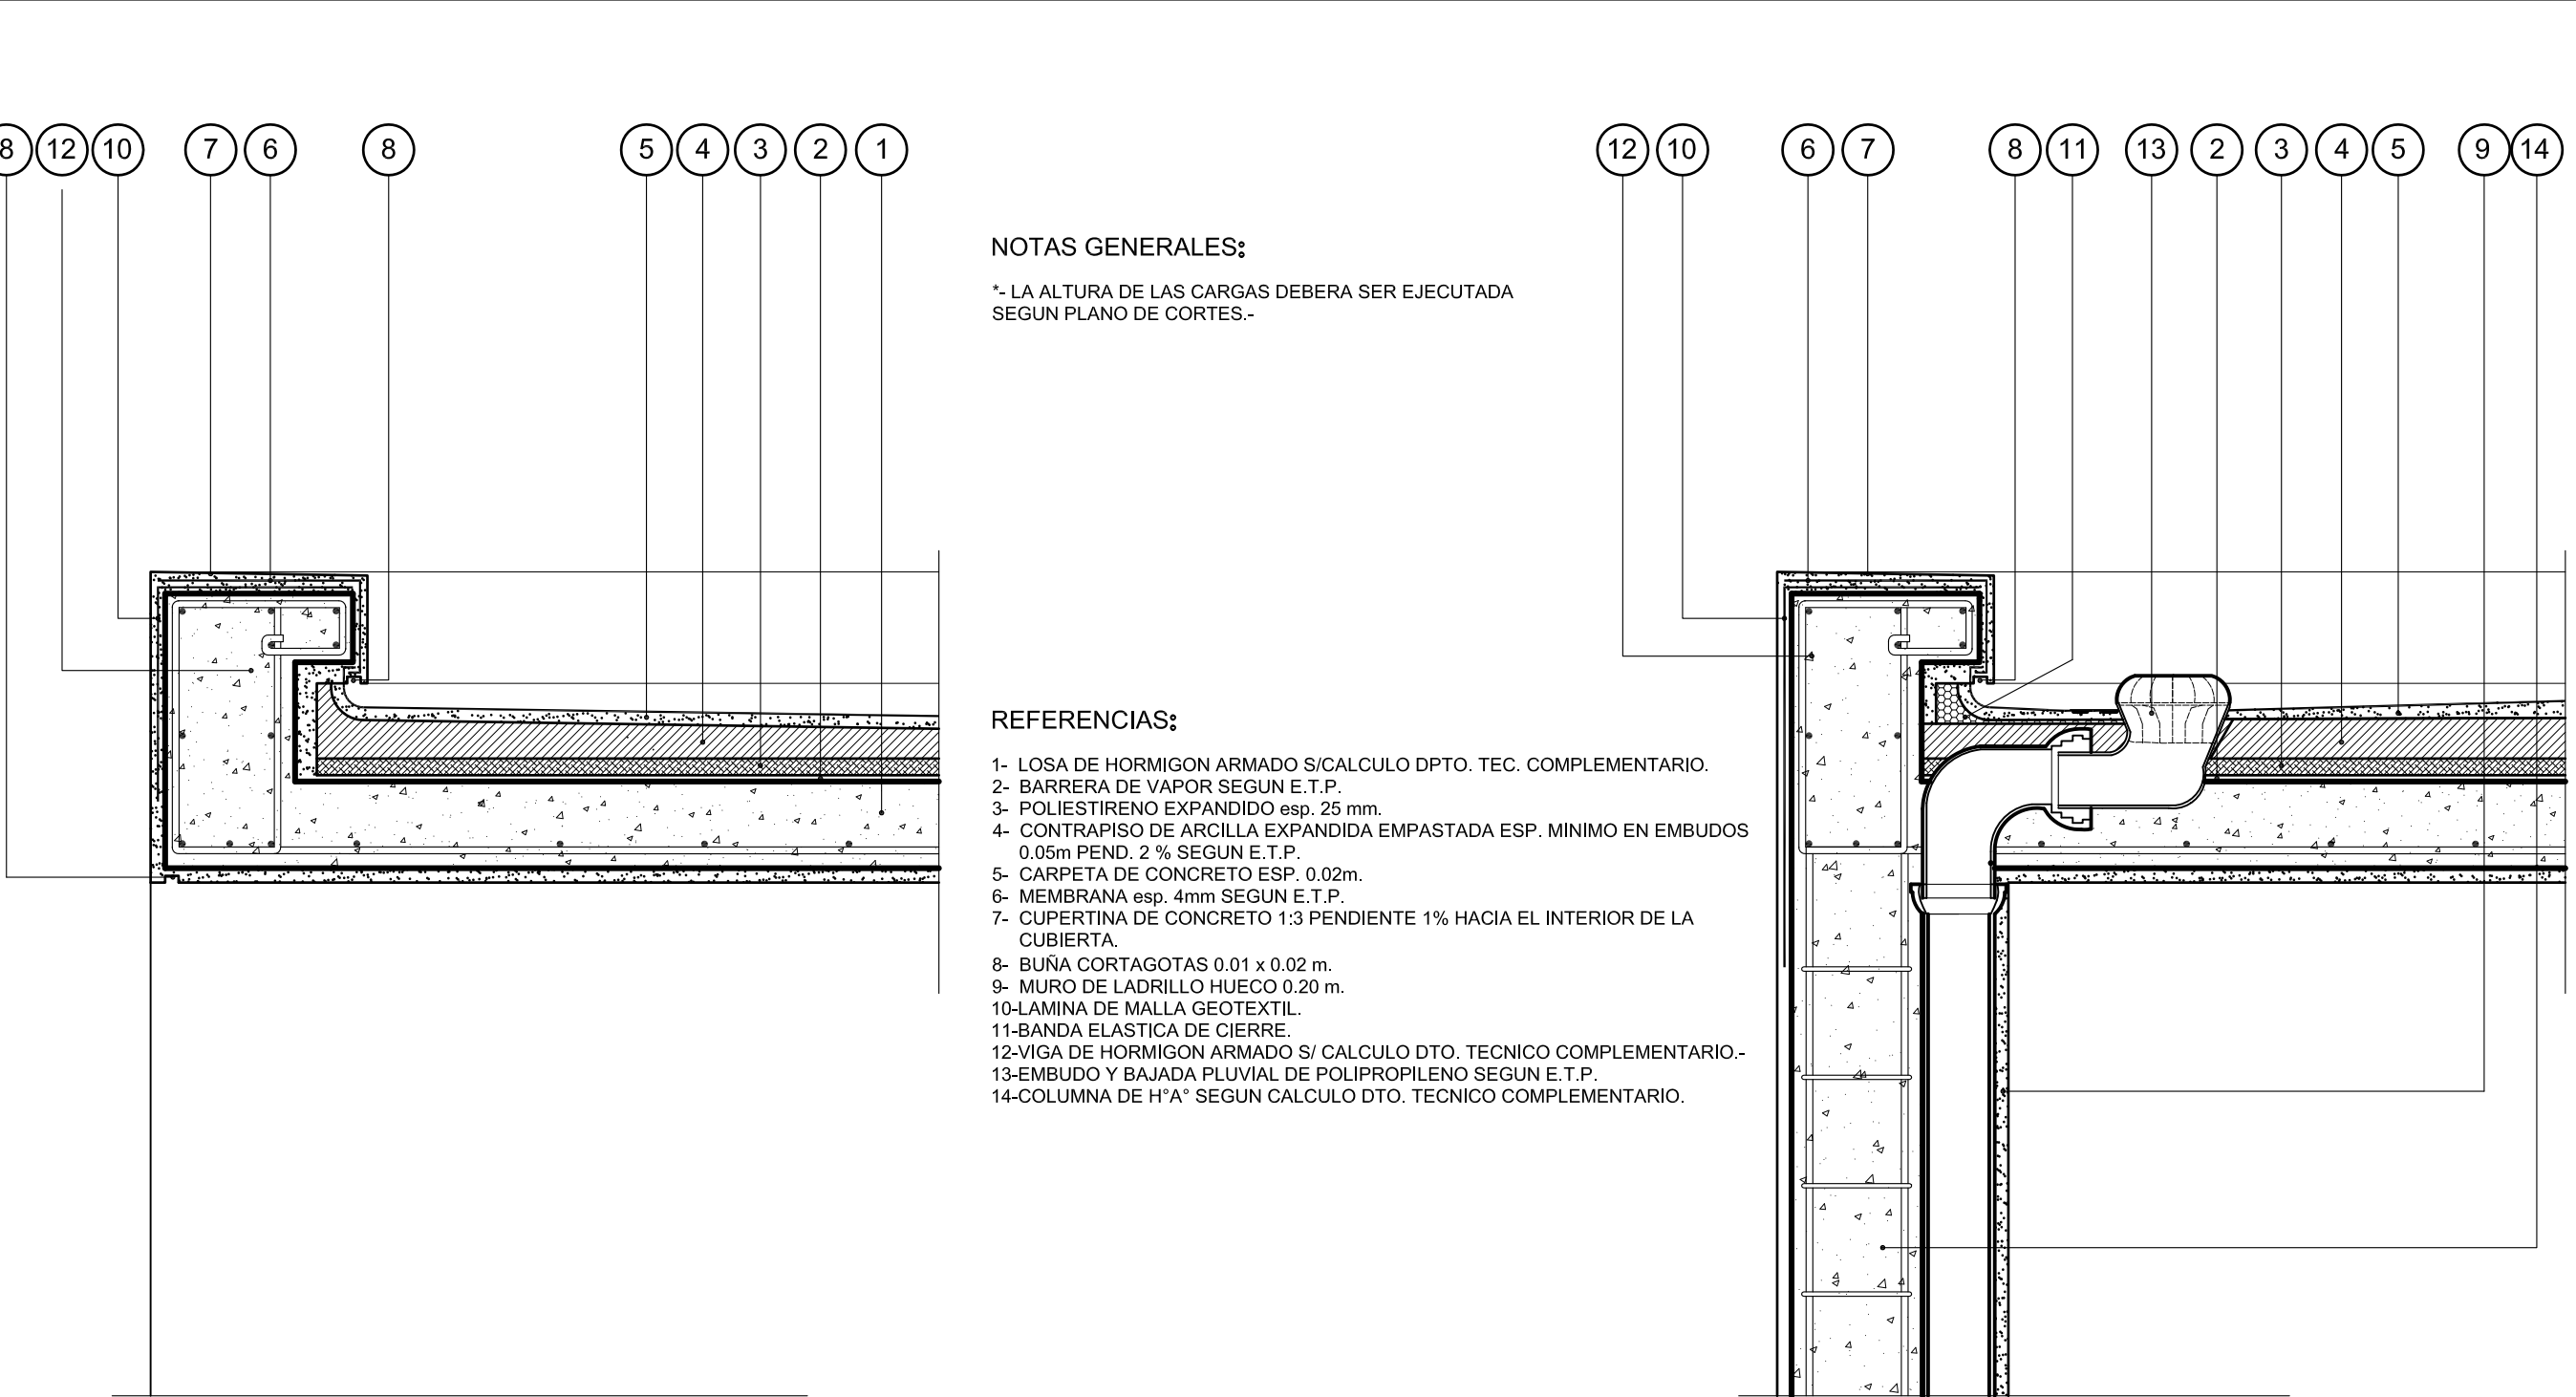 8 12 10 7 6 8 5 4 3 2 1 12 10 6 7 8 11 13 2 3 4 5 9 14
NOTAS GENERALES:
*- LA ALTURA DE LAS CARGAS DEBERA SER EJECUTADA
SEGUN PLANO DE CORTES.-
REFERENCIAS:
1- LOSA DE HORMIGON ARMADO S/CALCULO DPTO. TEC. COMPLEMENTARIO.
2- BARRERA DE VAPOR SEGUN E.T.P.
3- POLIESTIRENO EXPANDIDO esp. 25 mm.
4- CONTRAPISO DE ARCILLA EXPANDIDA EMPASTADA ESP. MINIMO EN EMBUDOS
0.05m PEND. 2 % SEGUN E.T.P.
5- CARPETA DE CONCRETO ESP. 0.02m.
6- MEMBRANA esp. 4mm SEGUN E.T.P.
7- CUPERTINA DE CONCRETO 1:3 PENDIENTE 1% HACIA EL INTERIOR DE LA
CUBIERTA.
8- BUÑA CORTAGOTAS 0.01 x 0.02 m.
9- MURO DE LADRILLO HUECO 0.20 m.
10-LAMINA DE MALLA GEOTEXTIL.
11-BANDA ELASTICA DE CIERRE.
12-VIGA DE HORMIGON ARMADO S/ CALCULO DTO. TECNICO COMPLEMENTARIO.-
13-EMBUDO Y BAJADA PLUVIAL DE POLIPROPILENO SEGUN E.T.P.
14-COLUMNA DE H°A° SEGUN CALCULO DTO. TECNICO COMPLEMENTARIO.